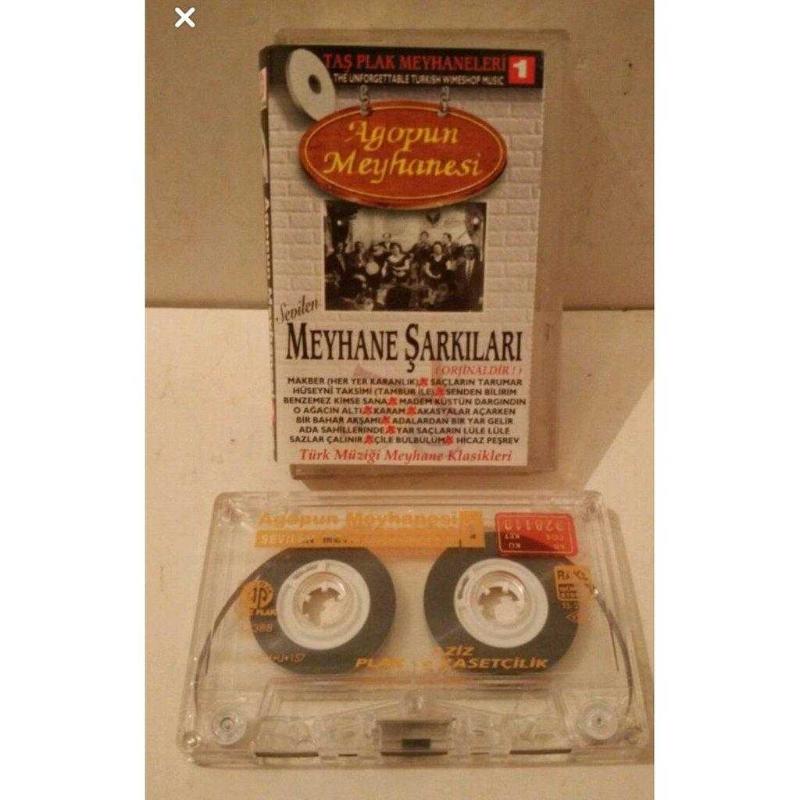 TAŞ PLAK MEYHANELERİ 1
THE UNFORGETTABLE TURKISH WIMESHOP MUSIC
Agopun
Meyhanesi
Sevilen
MEYHANE ŞARKILARI
(ORJİNALDİR!)
MAKBER (HER YER KARANLIK) SAÇLARIN TARUMAR
HÜSEYNİ TAKSİMİ (TAMBUR İLE) SENDEN BİLİRİM
BENZEMEZ KİMSE SANA MADEM KÜSTÜN DARGINDIN
O AĞACIN ALTI KARAM AKASYALAR AÇARKEN
BİR BAHAR AKŞAMI ADALARDAN BİR YAR GELİR
ADA SAHİLLERİNDE YAR SAÇLARIN LÜLE LÜLE
SAZLAR ÇALINIR ÇİLE BÜLBÜLÜM HİCAZ PEŞREV
Türk Müziği Meyhane Klasikleri
Agopun Meyhanesi
328110
PLAK
KASETÇİLİK